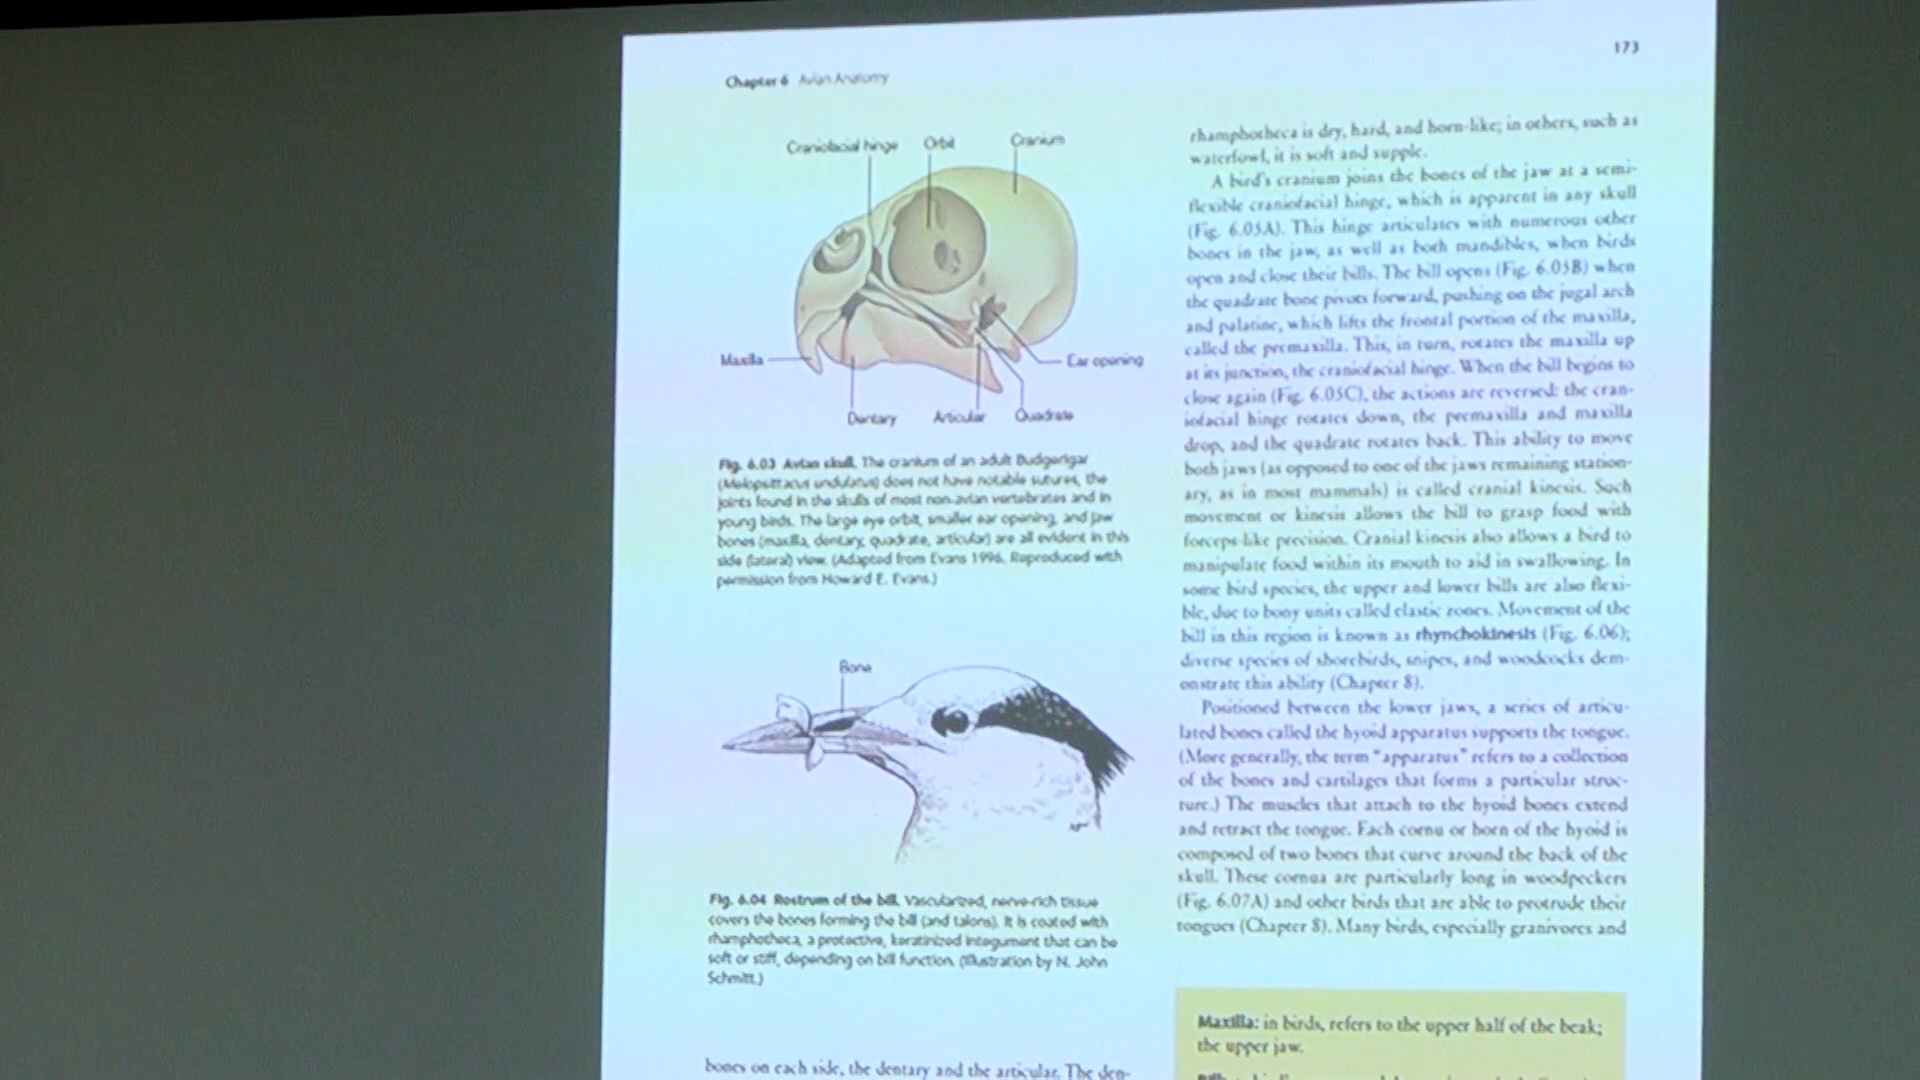 173
Chapter 6 Avian Anatomy
Craniofacial hinge
Orbit
Cranium
Maxilla
Ear opening
Dentary
Articular
Quadrate
Fig. 6.03 Avian skull. The cranium of an adult Budgerigar
(Melopsittacus undulatus) does not have notable sutures, the
joints found in the skulls of most non-avian vertebrates and in
young birds. The large eye orbit, smaller ear opening, and jaw
bones (maxilla, dentary, quadrate, articular) are all evident in this
side (lateral) view. (Adapted from Evans 1996. Reproduced with
permission from Howard E. Evans.)
Bone
Fig. 6.04 Rostrum of the bill. Vascularized, nerve-rich tissue
covers the bones forming the bill (and talons). It is coated with
rhamphotheca, a protective, keratinized integument that can be
soft or stiff, depending on bill function. (Illustration by N. John
Schmitt.)
bones on each side, the dentary and the articular. The den-
rhamphotheca is dry, hard, and horn-like; in others, such as
waterfowl, it is soft and supple.
A bird's cranium joins the bones of the jaw at a semi-
flexible craniofacial hinge, which is apparent in any skull
(Fig. 6.05A). This hinge articulates with numerous other
bones in the jaw, as well as both mandibles, when birds
open and close their bills. The bill opens (Fig. 6.05B) when
the quadrate bone pivots forward, pushing on the jugal arch
and palatine, which lifts the frontal portion of the maxilla,
called the premaxilla. This, in turn, rotates the maxilla up
at its junction, the craniofacial hinge. When the bill begins to
close again (Fig. 6.05C), the actions are reversed: the cran-
iofacial hinge rotates down, the premaxilla and maxilla
drop, and the quadrate rotates back. This ability to move
both jaws (as opposed to one of the jaws remaining station-
ary, as in most mammals) is called cranial kinesis. Such
movement or kinesis allows the bill to grasp food with
forceps-like precision. Cranial kinesis also allows a bird to
manipulate food within its mouth to aid in swallowing. In
some bird species, the upper and lower bills are also flexi-
ble, due to bony units called elastic zones. Movement of the
bill in this region is known as rhynchokinesis (Fig. 6.06);
diverse species of shorebirds, snipes, and woodcocks dem-
onstrate this ability (Chapter 8).
Positioned between the lower jaws, a series of articu-
lated bones called the hyoid apparatus supports the tongue.
(More generally, the term "apparatus" refers to a collection
of the bones and cartilages that forms a particular struc-
ture.) The muscles that attach to the hyoid bones extend
and retract the tongue. Each cornu or horn of the hyoid is
composed of two bones that curve around the back of the
skull. These cornua are particularly long in woodpeckers
(Fig. 6.07A) and other birds that are able to protrude their
tongues (Chapter 8). Many birds, especially granivores and
Maxilla: in birds, refers to the upper half of the beak;
the upper jaw.